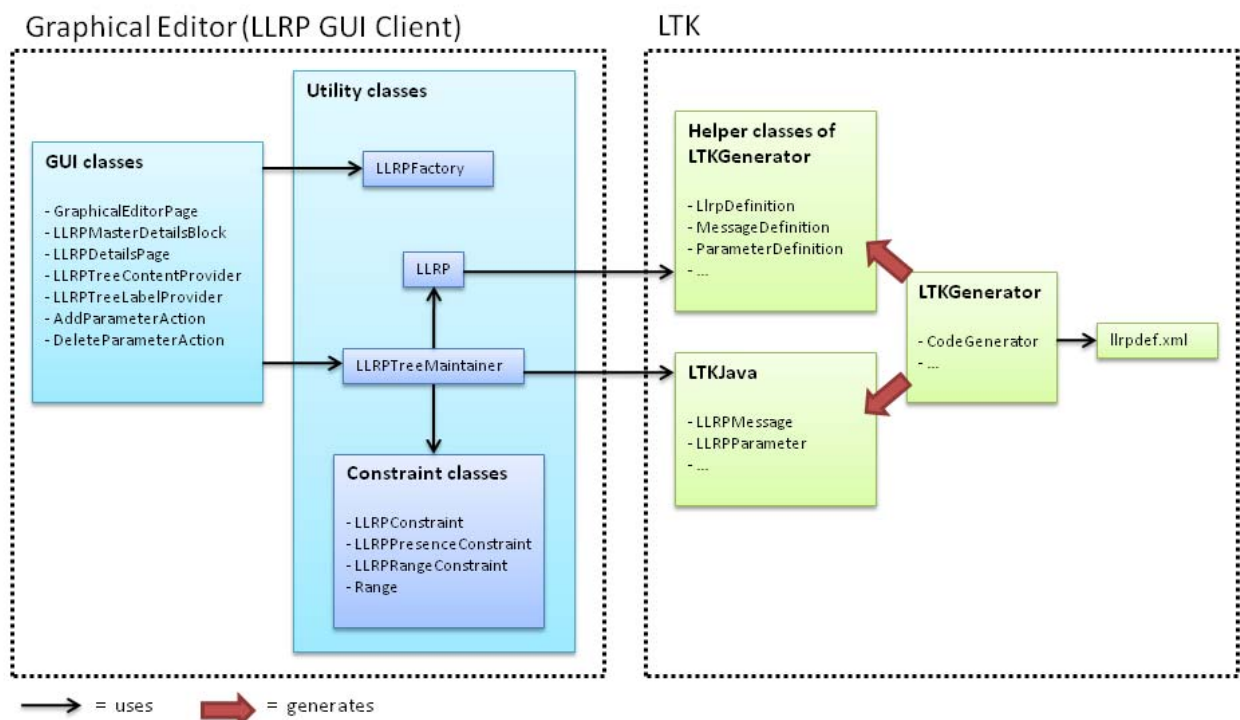 Graphical Editor (LLRP GUI Client)
LTK
Utility classes
GUI classes
- GraphicalEditorPage
- LLRPMasterDetailsBlock
- LLRPDetailsPage
- LLRPTreeContentProvider
- LLRPTreeLabelProvider
- AddParameterAction
- DeleteParameterAction
LLRPFactory
LLRP
LLRPTreeMaintainer
Constraint classes
- LLRPConstraint
- LLRPPresenceConstraint
- LLRPRangeConstraint
- Range
Helper classes of
LTKGenerator
- LlrpDefinition
- MessageDefinition
- ParameterDefinition
- ...
LTKGenerator
- CodeGenerator
- ...
llrpdef.xml
LTKJava
- LLRPMessage
- LLRPParameter
- ...
= uses
= generates